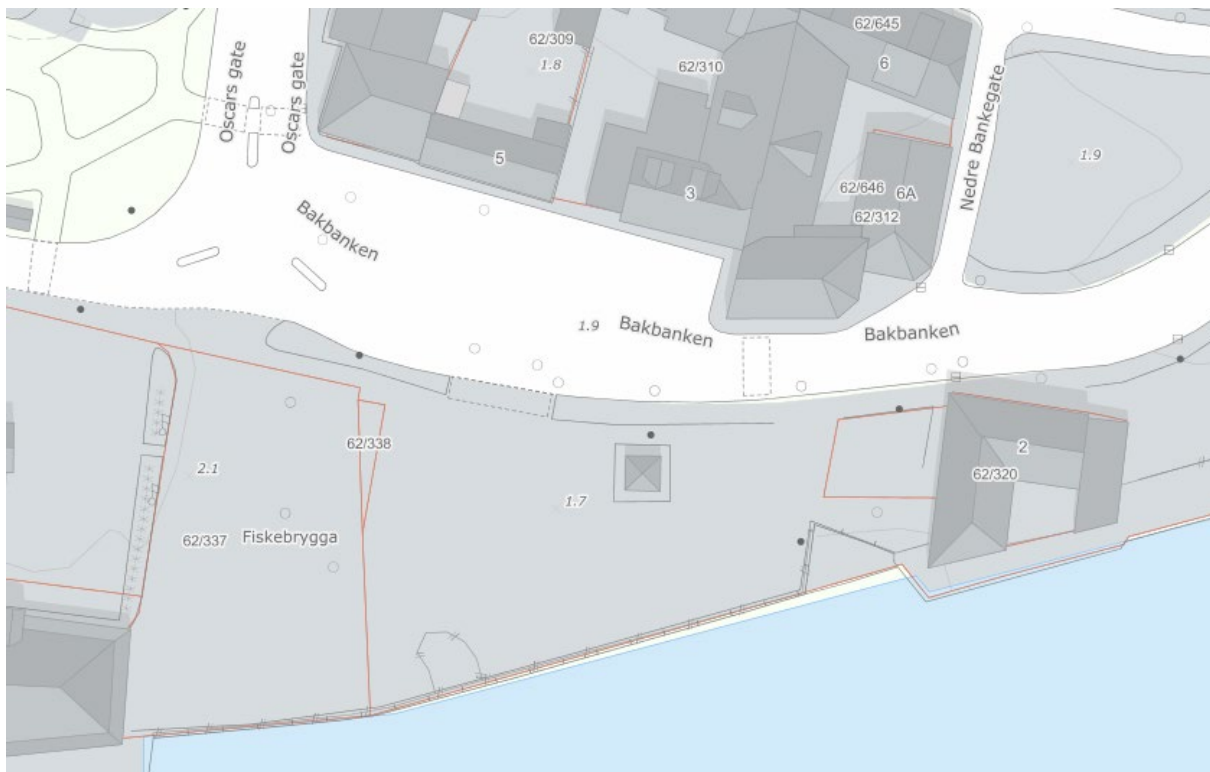 62/645
62/309
1.8
62/310
6
Oscars gate
Oscars gate
Nedre Bankegate
1.9
5
62/646
6A
3
62/312
Bakbanken
1.9
Bakbanken
Bakbanken
62/338
2
2.1
62/320
1.7
62/337
Fiskebrygga